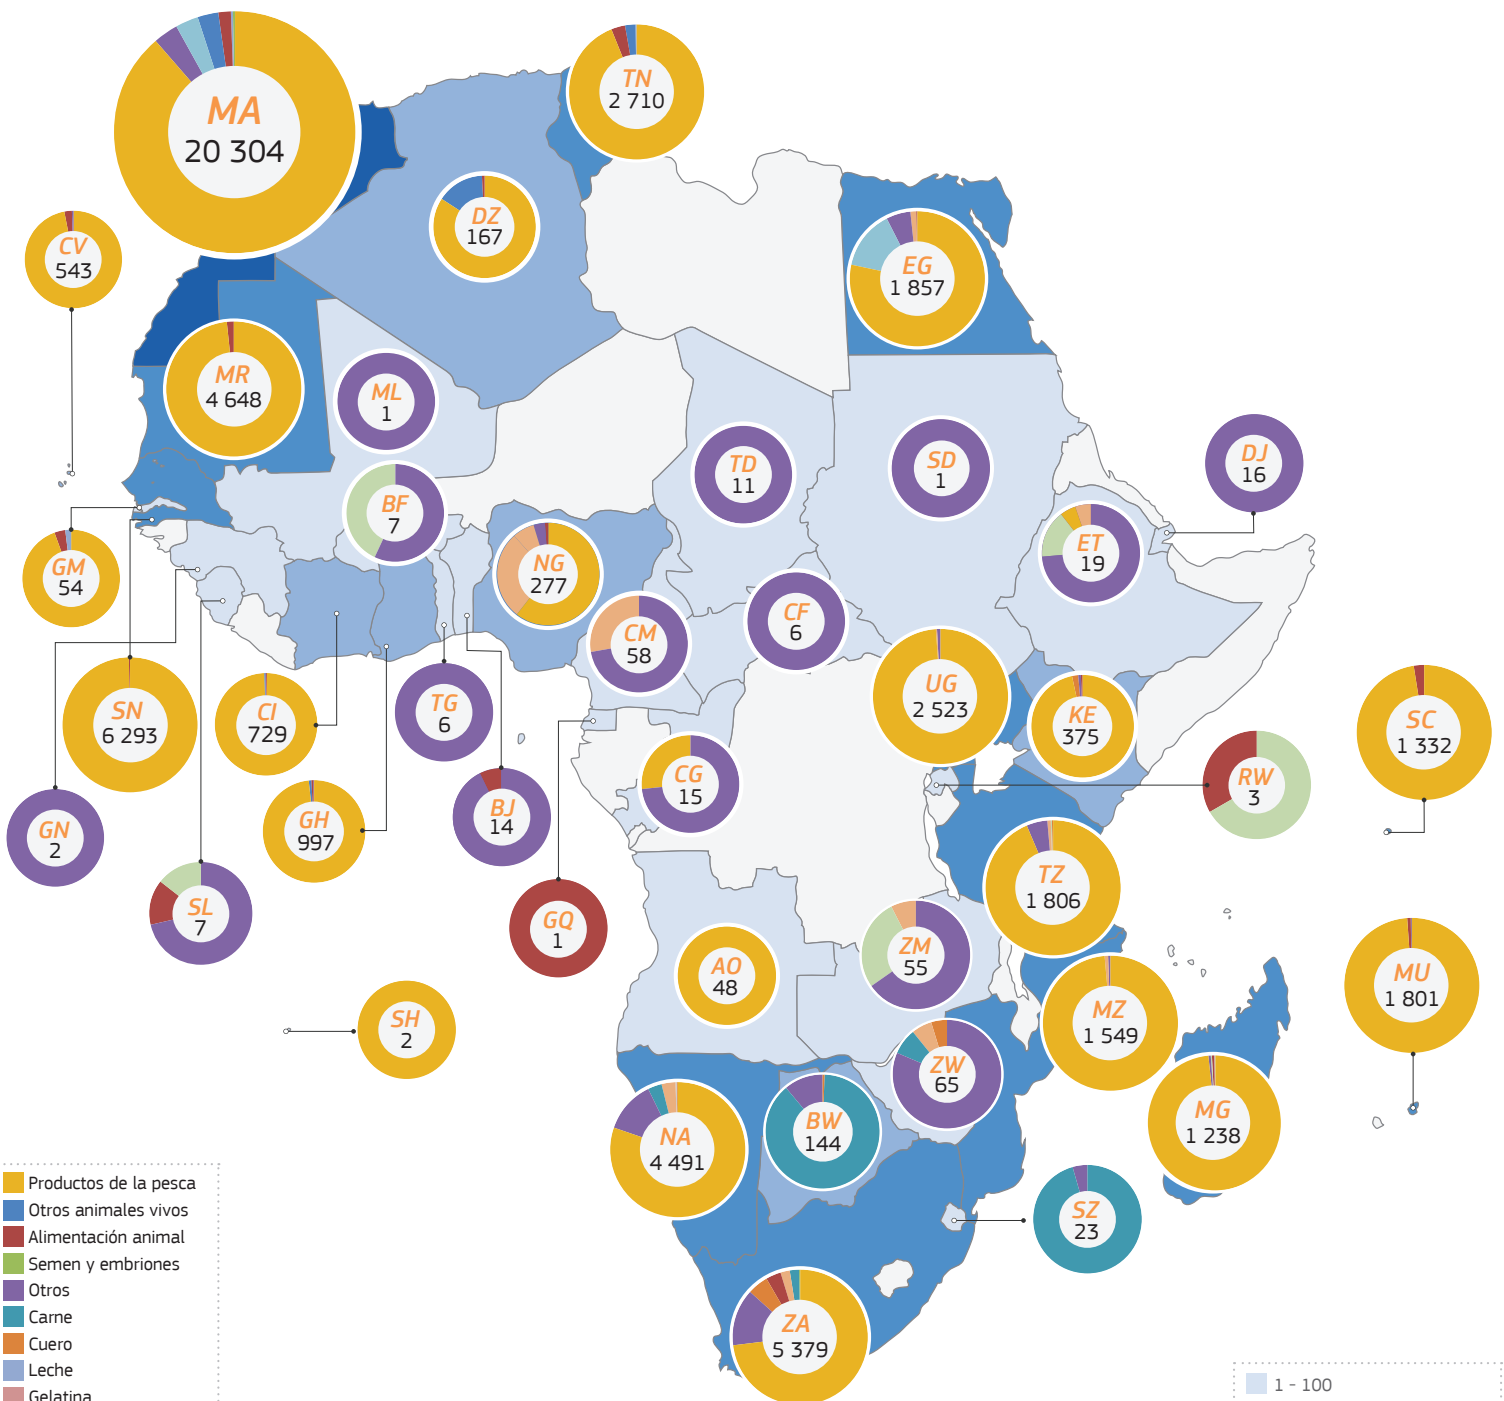 MA
20 304
TN
2 710
DZ
167
CV
543
EG
1 857
MR
4 648
ML
1
TD
11
SD
1
DJ
16
BF
7
NG
277
ET
19
GM
54
CM
58
CF
6
UG
2 523
KE
375
SC
1 332
SN
6 293
CI
729
TG
6
CG
15
RW
3
GN
2
GH
997
BJ
14
TZ
1 806
SL
7
GQ
1
AO
48
ZM
55
MU
1 801
SH
2
MZ
1 549
ZW
65
MG
1 238
NA
4 491
BW
144
SZ
23
ZA
5 379
Productos de la pesca
Otros animales vivos
Alimentación animal
Semen y embriones
Otros
Carne
Cuero
Leche
Gelatina
1 - 100